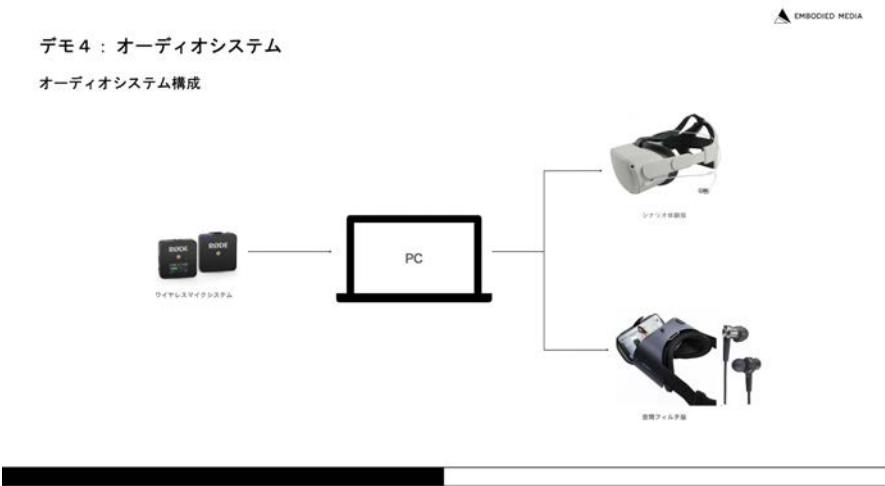 EMBODIED MEDIA
デモ４：オーディオシステム
オーディオシステム構成
シナリオ体験版
RØDE
RØDE
PC
ワイヤレスマイクシステム
空間フィルタ版